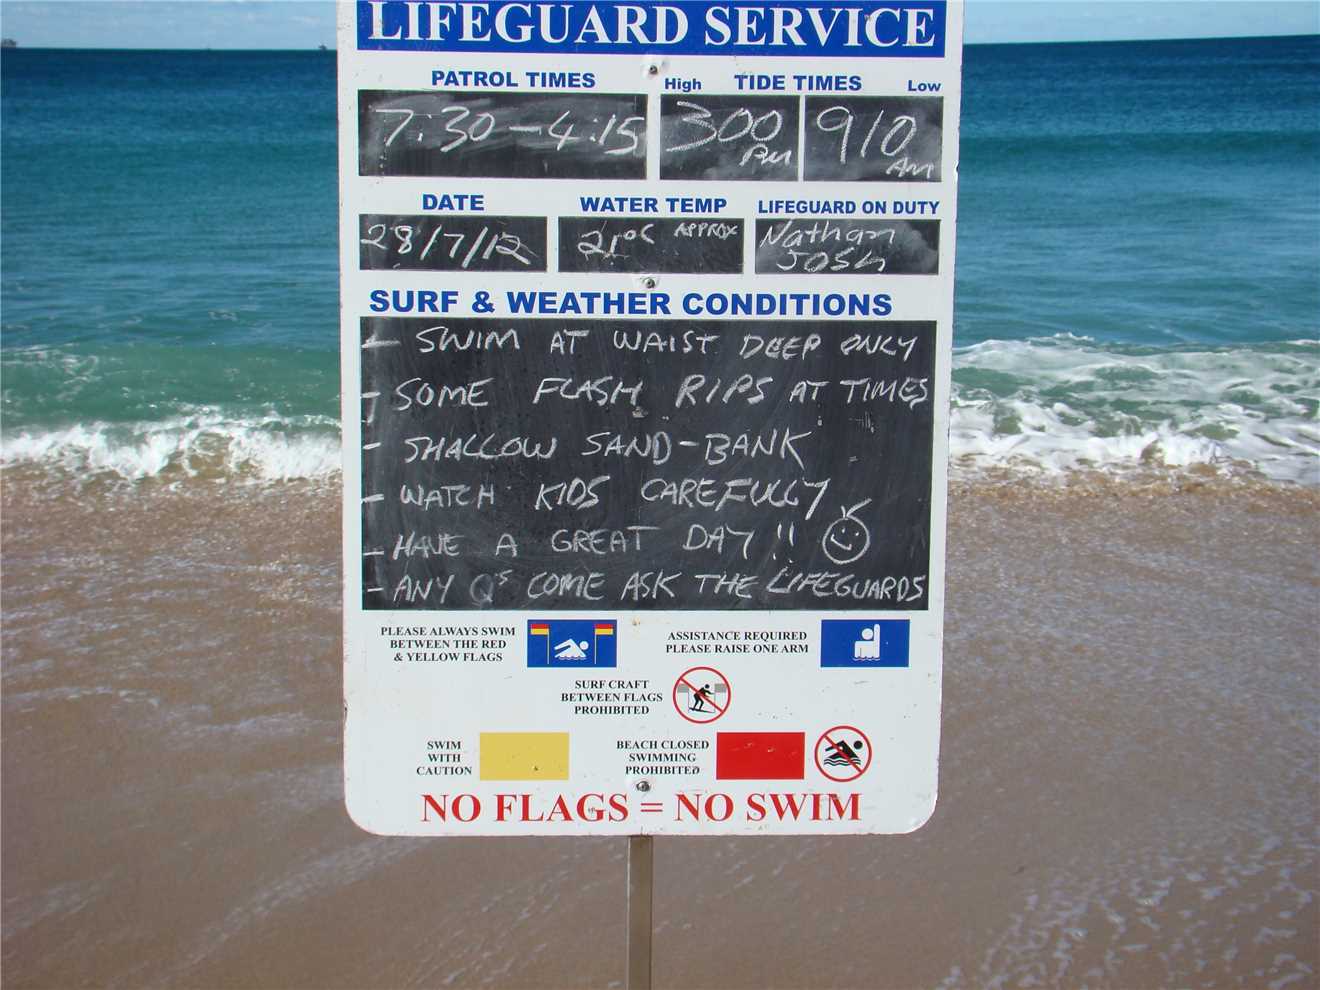 LIFEGUARD SERVICE
PATROL TIMES
High TIDE TIMES Low
7:30 - 4:15
300 PM
910 AM
DATE
WATER TEMP
LIFEGUARD ON DUTY
28/7/12
21°C APPROX
Nathan
JOSH
SURF & WEATHER CONDITIONS
- SWIM AT WAIST DEEP ONLY
- SOME FLASH RIPS AT TIMES
- SHALLOW SAND-BANK
- WATCH KIDS CAREFULLY
- HAVE A GREAT DAY !!
- ANY Qs COME ASK THE LIFEGUARDS
PLEASE ALWAYS SWIM
BETWEEN THE RED
& YELLOW FLAGS
ASSISTANCE REQUIRED
PLEASE RAISE ONE ARM
SURF CRAFT
BETWEEN FLAGS
PROHIBITED
SWIM
WITH
CAUTION
BEACH CLOSED
SWIMMING
PROHIBITED
NO FLAGS = NO SWIM